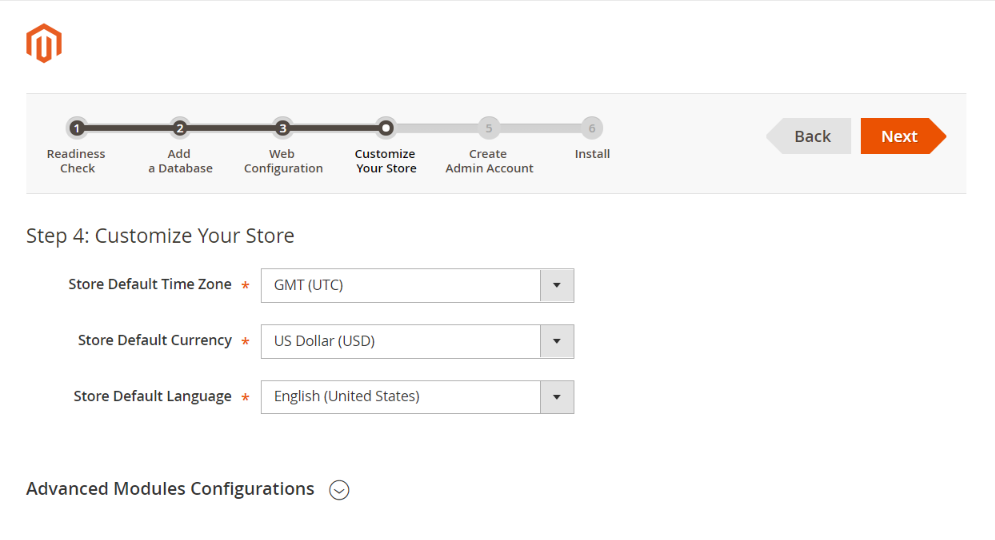 1 2 3 5 6
Readiness Check
Add a Database
Web Configuration
Customize Your Store
Create Admin Account
Install
Back
Next
Step 4: Customize Your Store
Store Default Time Zone * GMT (UTC)
Store Default Currency * US Dollar (USD)
Store Default Language * English (United States)
Advanced Modules Configurations